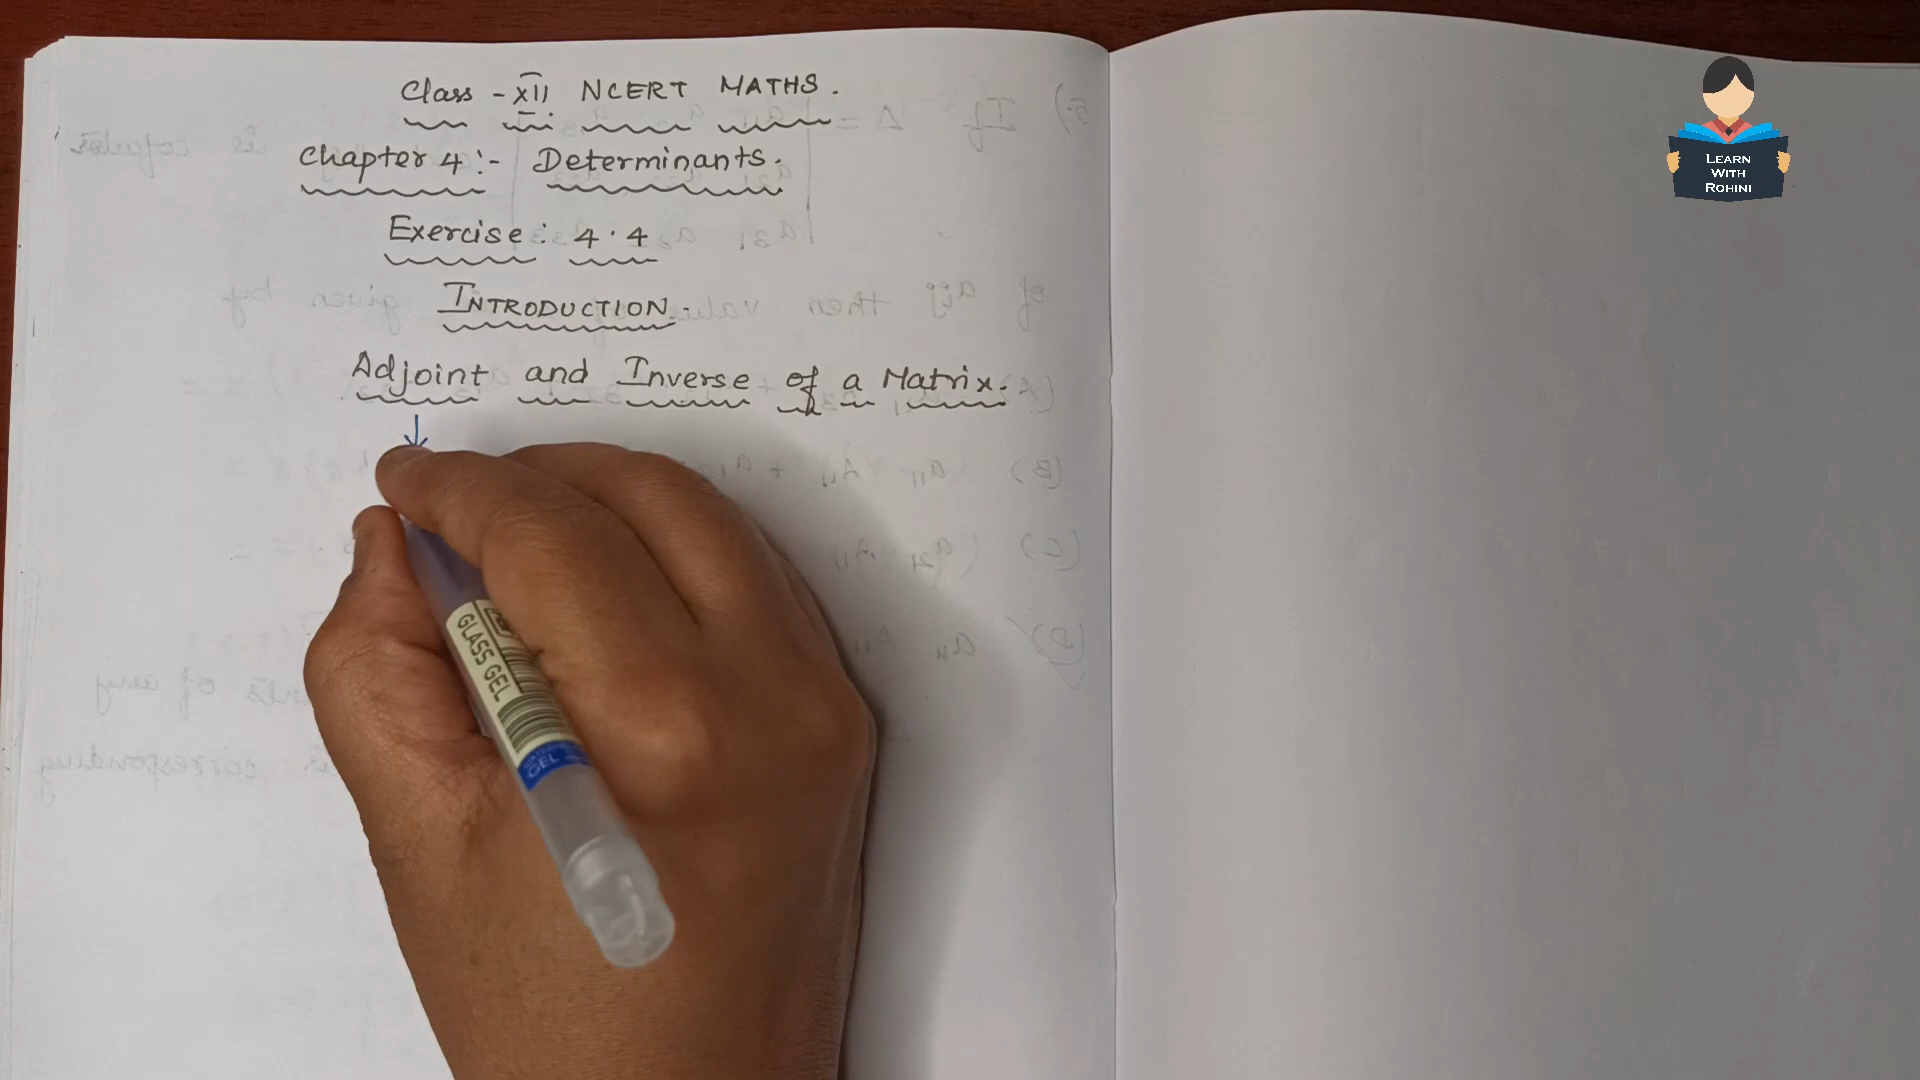 Class - XII NCERT MATHS.
Chapter 4 :- Determinants.
Exercise : 4.4
INTRODUCTION.
Adjoint and Inverse of a Matrix.
LEARN
WITH
ROHINI
GLASS GEL
GEL